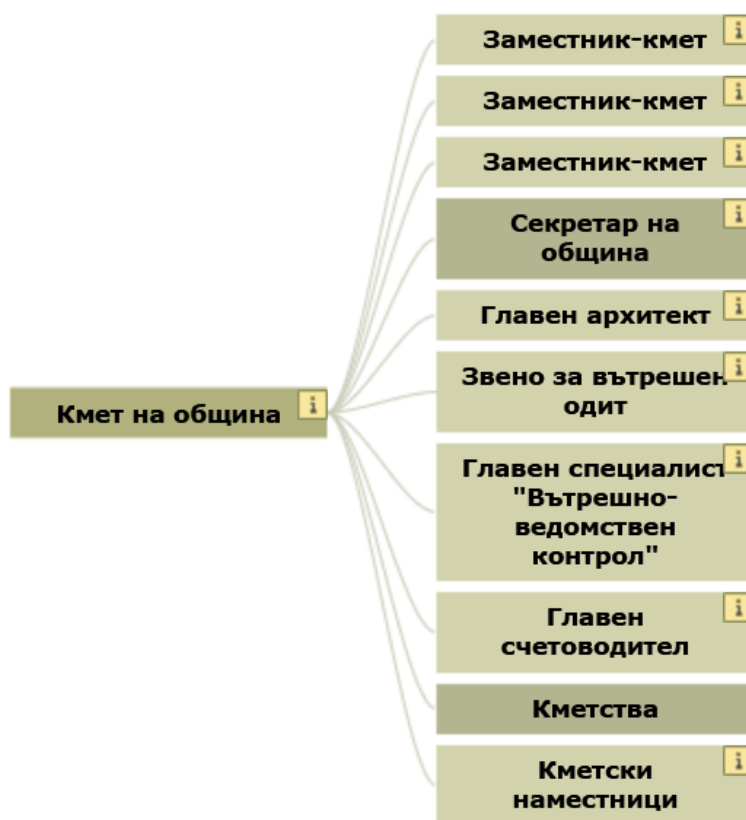 Кмет на община
Заместник-кмет
Заместник-кмет
Заместник-кмет
Секретар на
община
Главен архитект
Звено за вътрешен
одит
Главен специалист
"Вътрешно-
ведомствен
контрол"
Главен
счетоводител
Кметства
Кметски
наместници